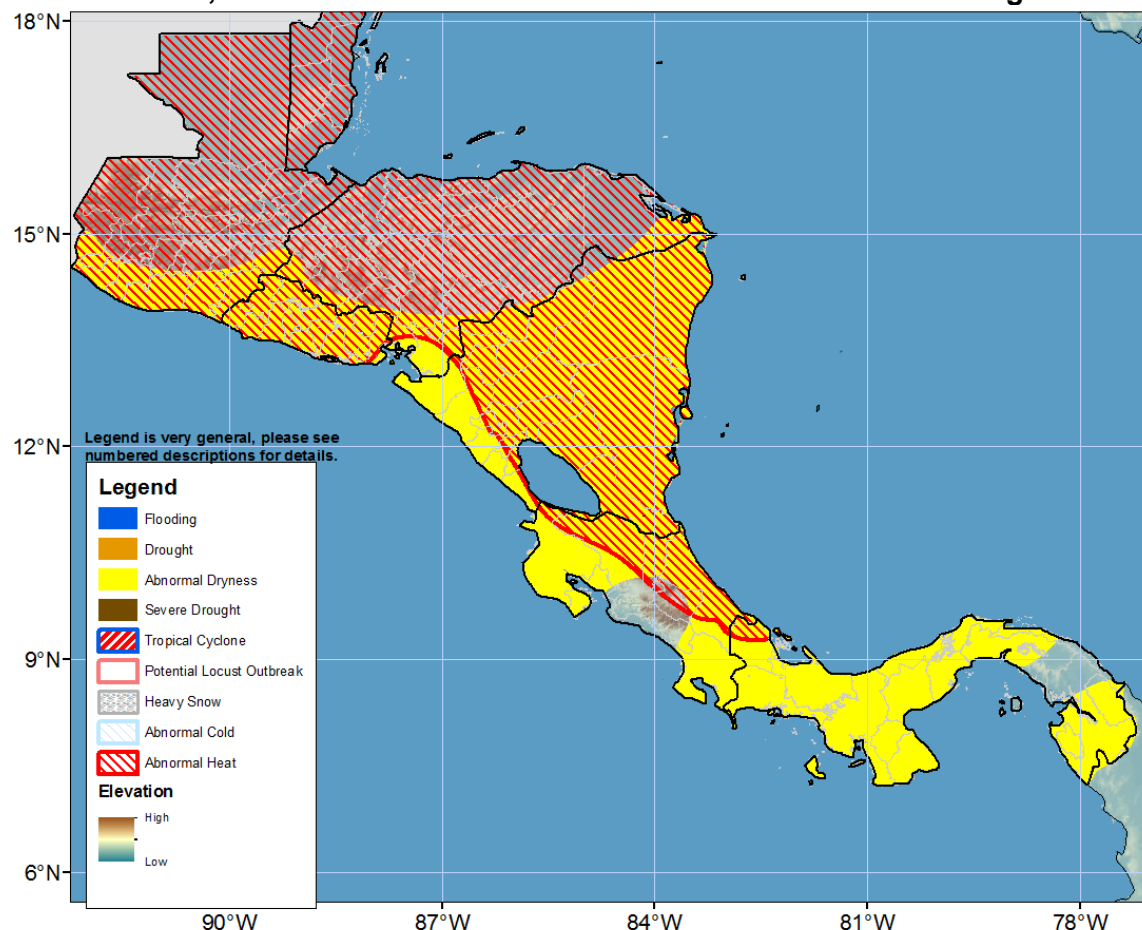 18°N
15°N
12°N
9°N
6°N
Legend is very general, please see
numbered descriptions for details.
Legend
Flooding
Drought
Abnormal Dryness
Severe Drought
Tropical Cyclone
Potential Locust Outbreak
Heavy Snow
Abnormal Cold
Abnormal Heat
Elevation
High
Low
90°W
87°W
84°W
81°W
78°W